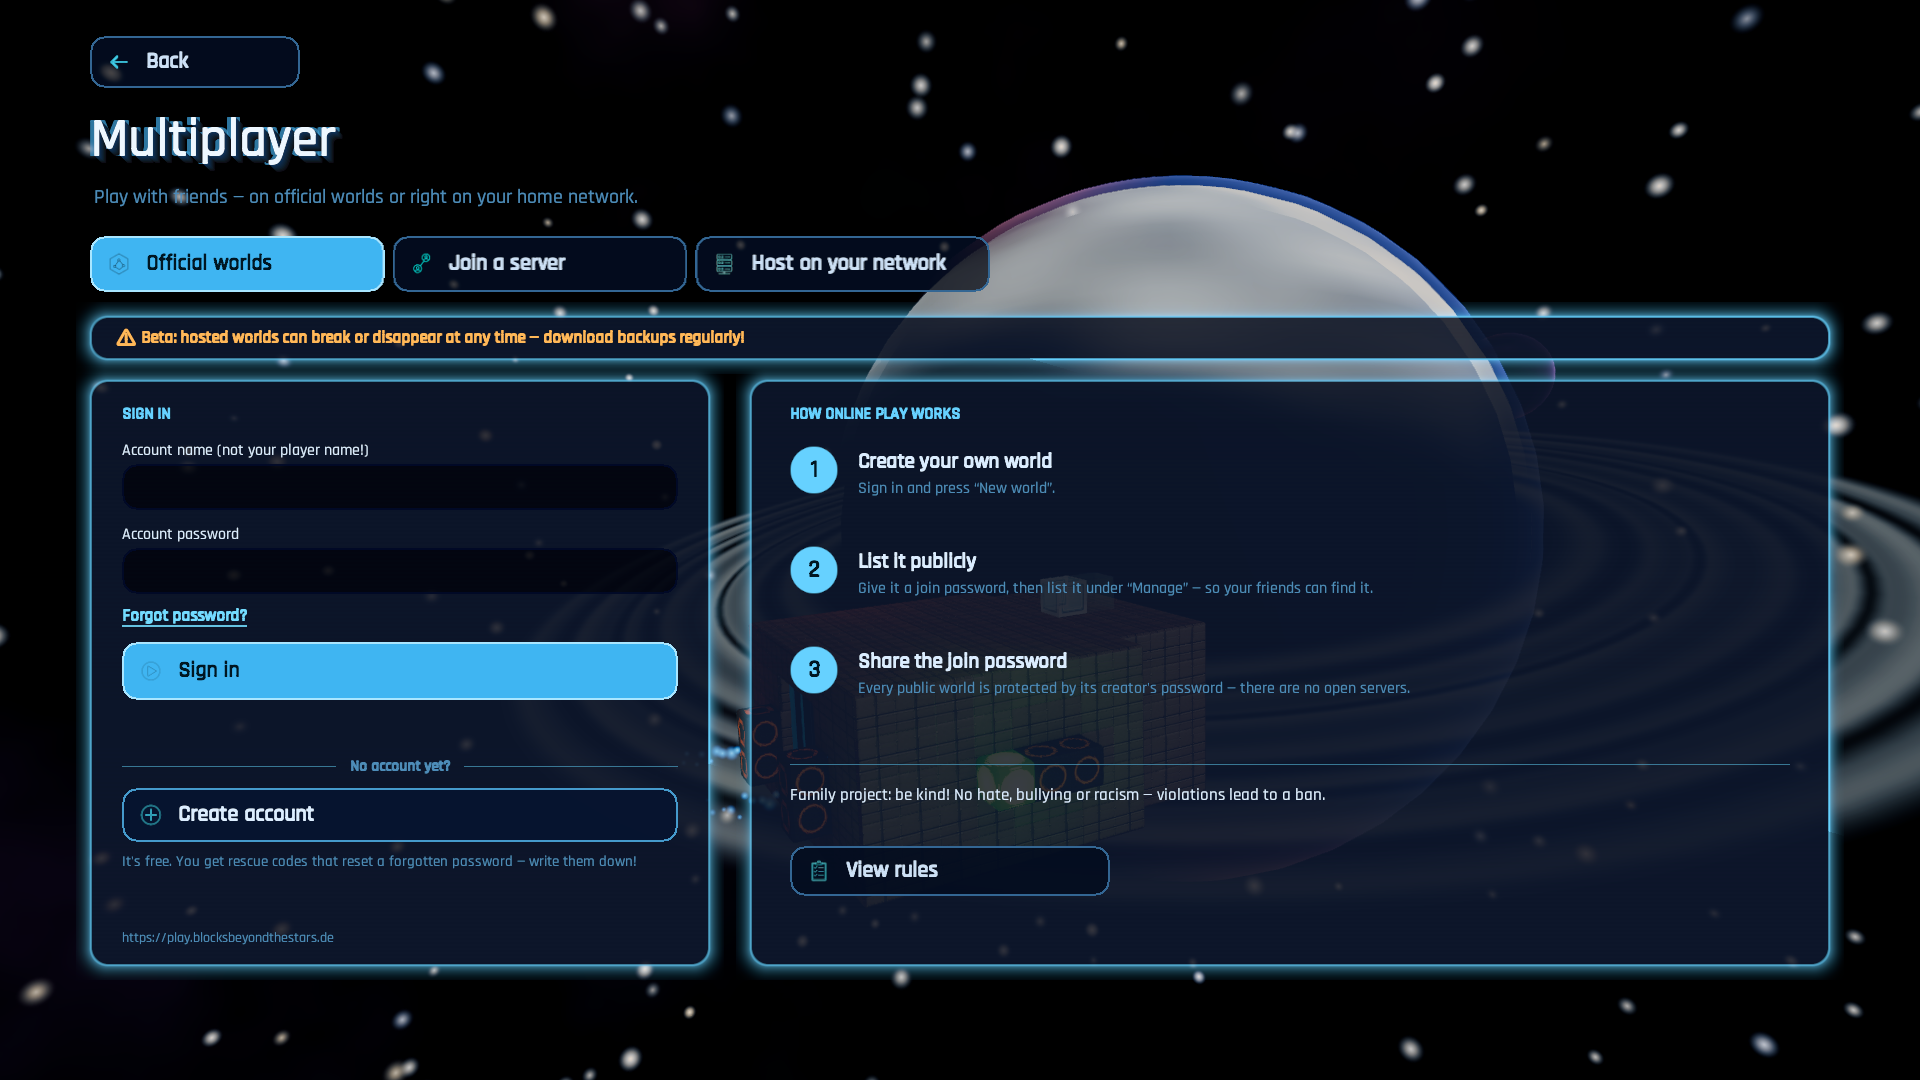 Back
Multiplayer
Play with friends – on official worlds or right on your home network.
Official worlds
Join a server
Host on your network
Beta: hosted worlds can break or disappear at any time – download backups regularly!
SIGN IN
Account name (not your player name!)
Account password
Forgot password?
Sign in
No account yet?
Create account
It's free. You get rescue codes that reset a forgotten password – write them down!
https://play.blocksbeyondthestars.de
HOW ONLINE PLAY WORKS
1
Create your own world
Sign in and press “New world”.
2
List it publicly
Give it a join password, then list it under “Manage” – so your friends can find it.
3
Share the join password
Every public world is protected by its creator's password – there are no open servers.
Family project: be kind! No hate, bullying or racism – violations lead to a ban.
View rules